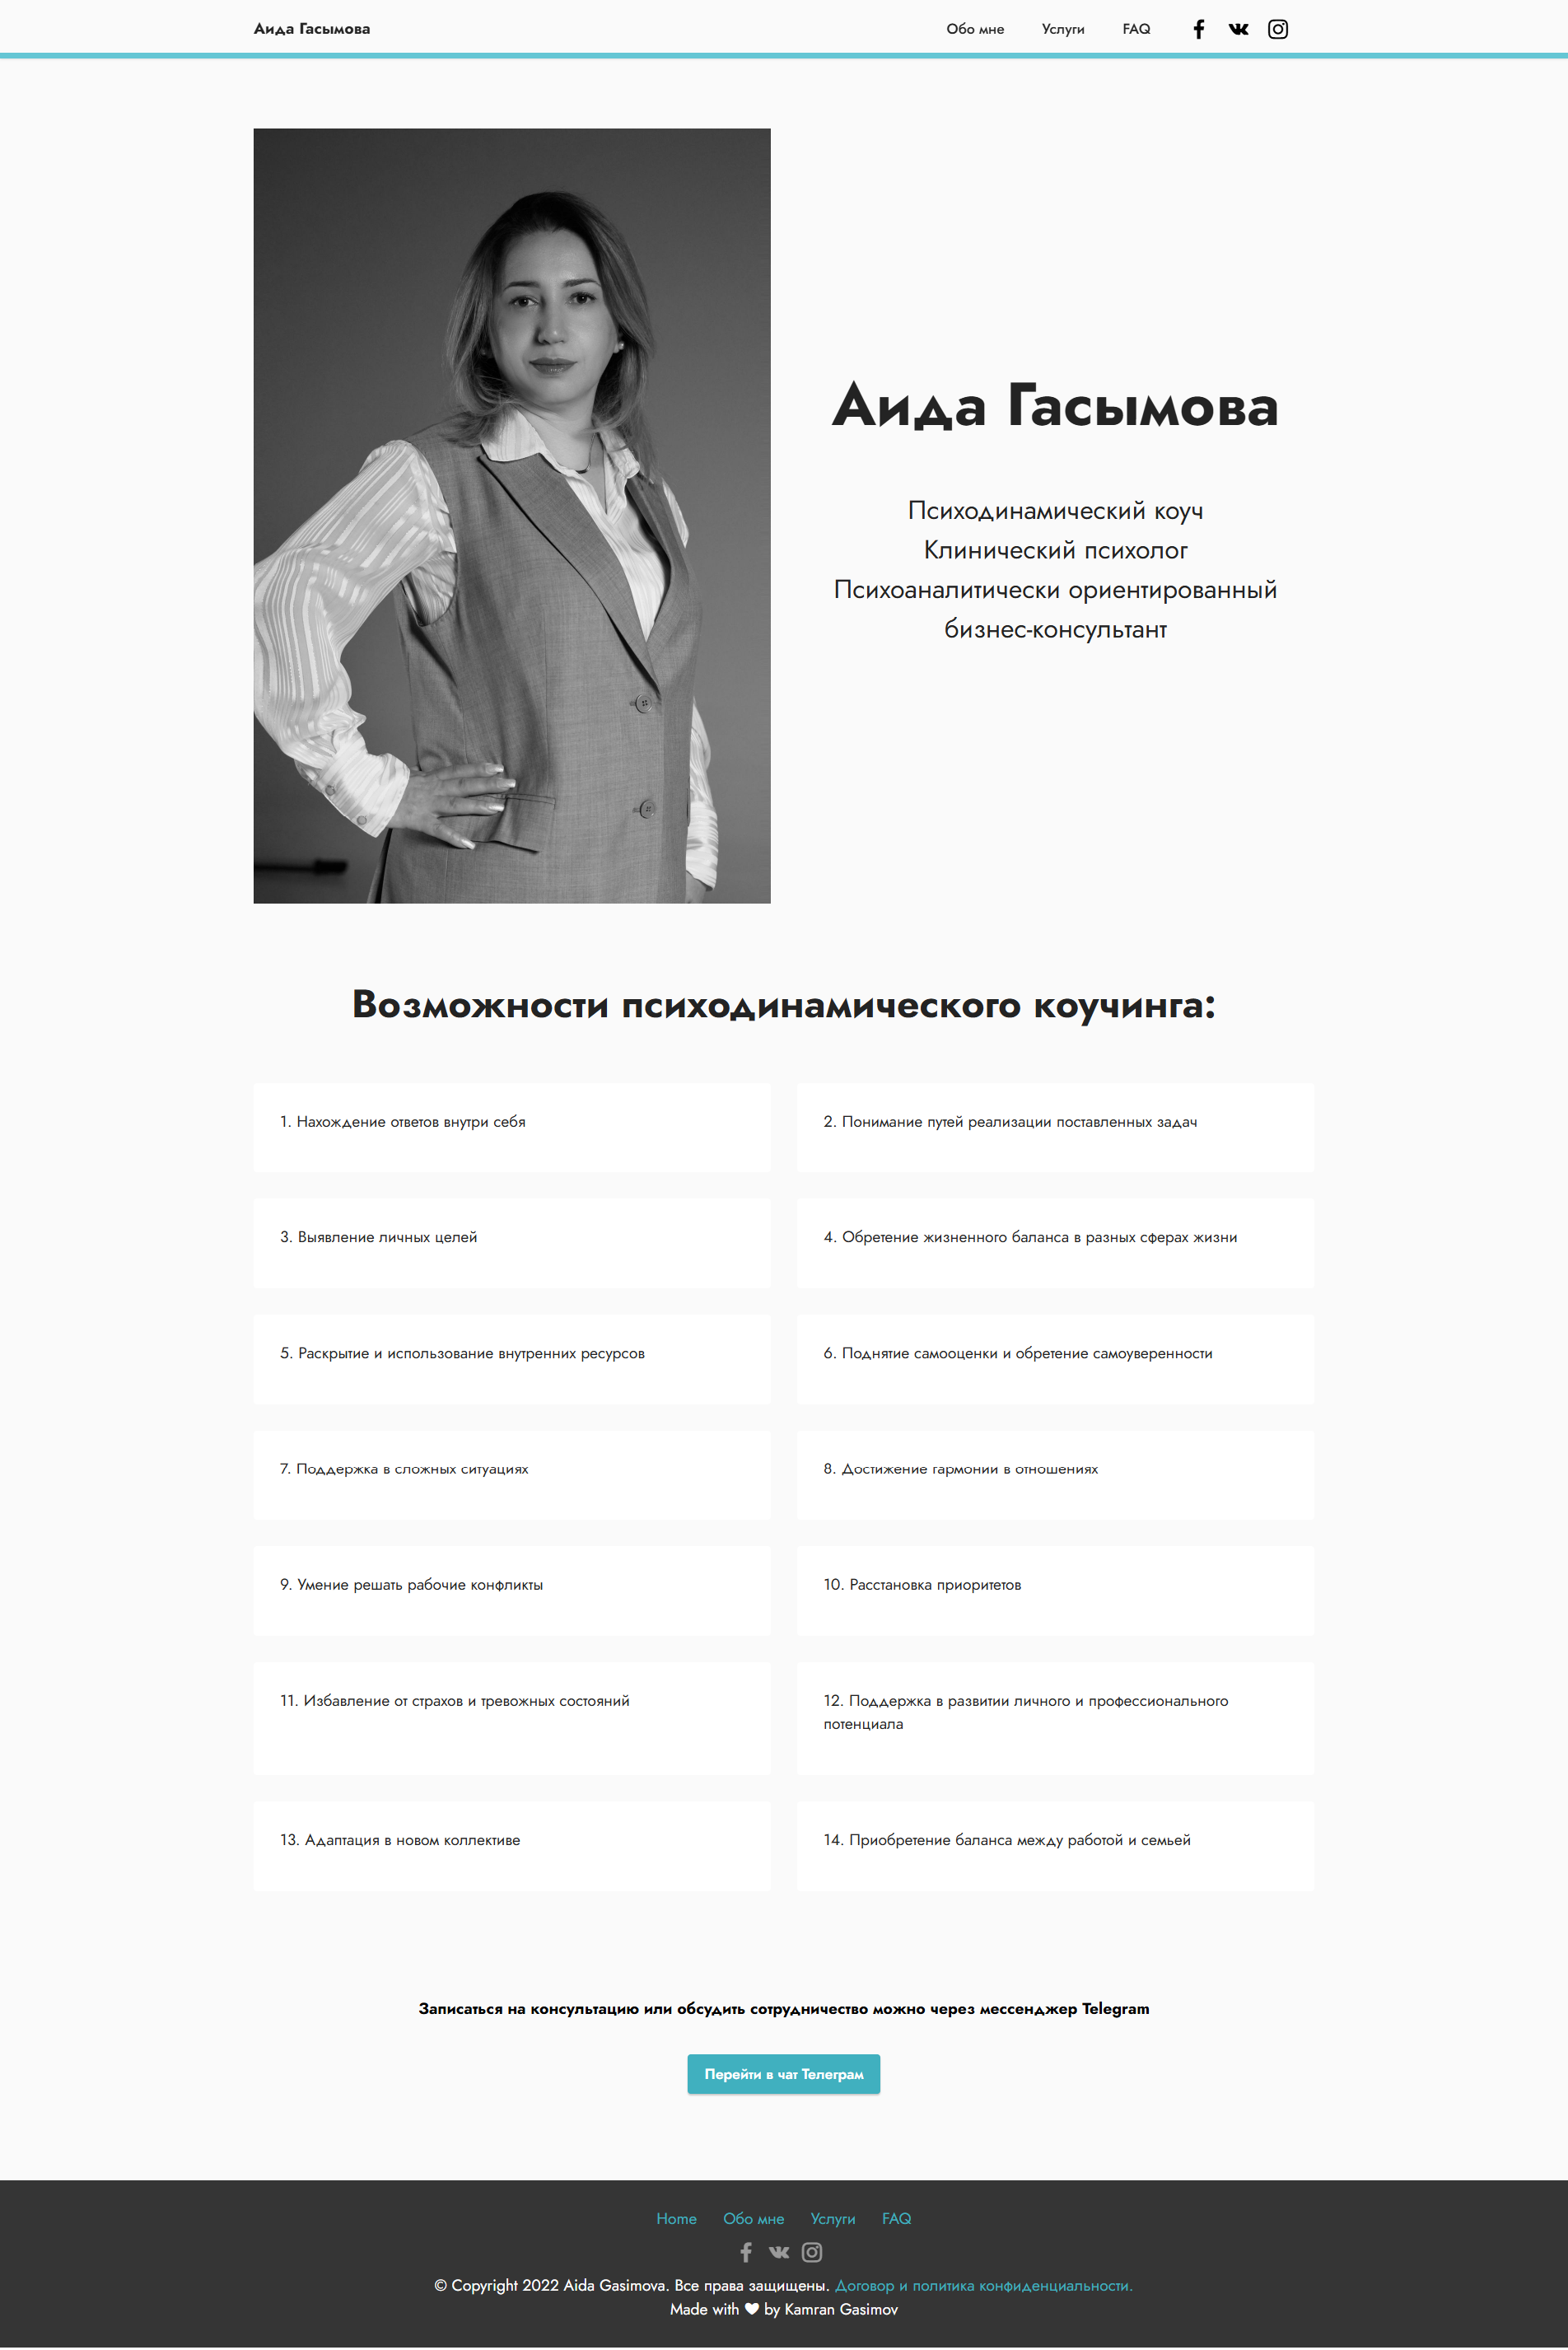 Аида Гасымова
Обо мне
Услуги
FAQ
Аида Гасымова
Психодинамический коуч
Клинический психолог
Психоаналитически ориентированный
бизнес-консультант
Возможности психодинамического коучинга:
1. Нахождение ответов внутри себя
2. Понимание путей реализации поставленных задач
3. Выявление личных целей
4. Обретение жизненного баланса в разных сферах жизни
5. Раскрытие и использование внутренних ресурсов
6. Поднятие самооценки и обретение самоуверенности
7. Поддержка в сложных ситуациях
8. Достижение гармонии в отношениях
9. Умение решать рабочие конфликты
10. Расстановка приоритетов
11. Избавление от страхов и тревожных состояний
12. Поддержка в развитии личного и профессионального
потенциала
13. Адаптация в новом коллективе
14. Приобретение баланса между работой и семьей
Записаться на консультацию или обсудить сотрудничество можно через мессенджер Telegram
Перейти в чат Телеграм
Home
Обо мне
Услуги
FAQ
© Copyright 2022 Aida Gasimova. Все права защищены. Договор и политика конфиденциальности.
Made with ♥ by Kamran Gasimov